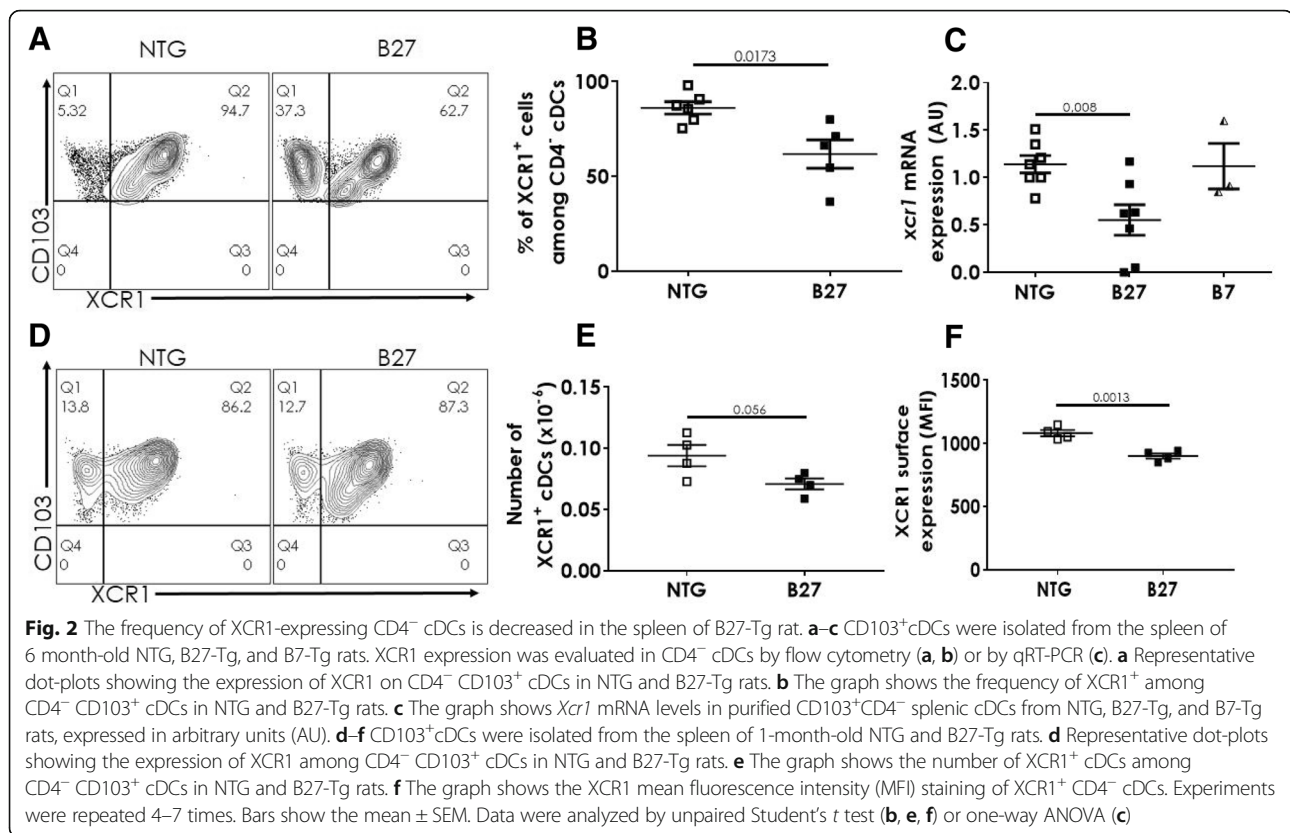 A
NTG
B27
Q1
5.32
Q2
94.7
Q4
0
Q3
0
Q1
37.3
Q2
62.7
Q4
0
Q3
0
CD103
XCR1
B
0.0173
% of XCR1+ cells
among CD4- cDCs
100
50
0
NTG
B27
C
0.008
xcr1 mRNA
expression (AU)
2.0
1.5
1.0
0.5
0.0
NTG
B27
B7
D
NTG
B27
Q1
13.8
Q2
86.2
Q4
0
Q3
0
Q1
12.7
Q2
87.3
Q4
0
Q3
0
CD103
XCR1
E
0.056
Number of
XCR1+ cDCs (x10-6)
0.15
0.10
0.05
0.00
NTG
B27
F
0.0013
XCR1 surface
expression (MFI)
1500
1000
500
0
NTG
B27
Fig. 2 The frequency of XCR1-expressing CD4− cDCs is decreased in the spleen of B27-Tg rat. a–c CD103+cDCs were isolated from the spleen of
6 month-old NTG, B27-Tg, and B7-Tg rats. XCR1 expression was evaluated in CD4− cDCs by flow cytometry (a, b) or by qRT-PCR (c). a Representative
dot-plots showing the expression of XCR1 on CD4− CD103+ cDCs in NTG and B27-Tg rats. b The graph shows the frequency of XCR1+ among
CD4− CD103+ cDCs in NTG and B27-Tg rats. c The graph shows Xcr1 mRNA levels in purified CD103+CD4− splenic cDCs from NTG, B27-Tg, and B7-Tg
rats, expressed in arbitrary units (AU). d–f CD103+cDCs were isolated from the spleen of 1-month-old NTG and B27-Tg rats. d Representative dot-plots
showing the expression of XCR1 among CD4− CD103+ cDCs in NTG and B27-Tg rats. e The graph shows the number of XCR1+ cDCs among
CD4− CD103+ cDCs in NTG and B27-Tg rats. f The graph shows the XCR1 mean fluorescence intensity (MFI) staining of XCR1+ CD4− cDCs. Experiments
were repeated 4–7 times. Bars show the mean ± SEM. Data were analyzed by unpaired Student's t test (b, e, f) or one-way ANOVA (c)